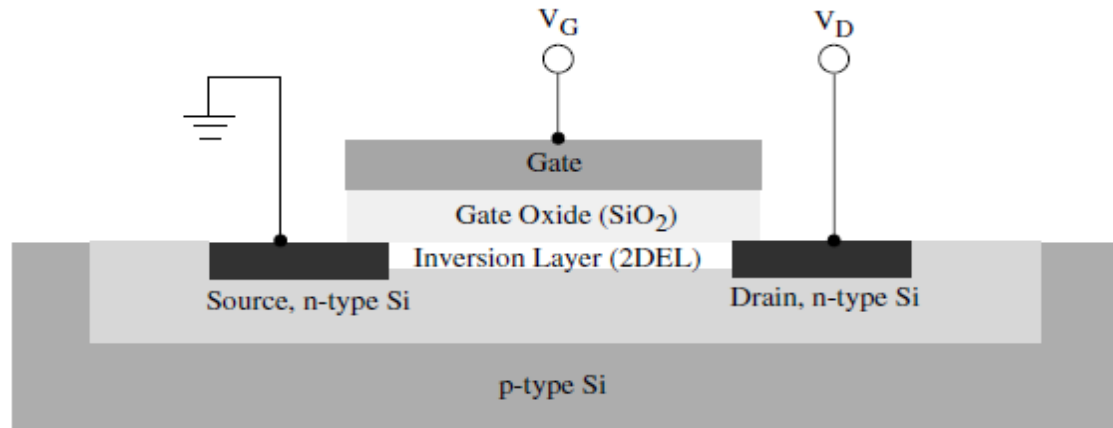 V_G
V_D
Gate
Gate Oxide (SiO₂)
Inversion Layer (2DEL)
Source, n-type Si
Drain, n-type Si
p-type Si